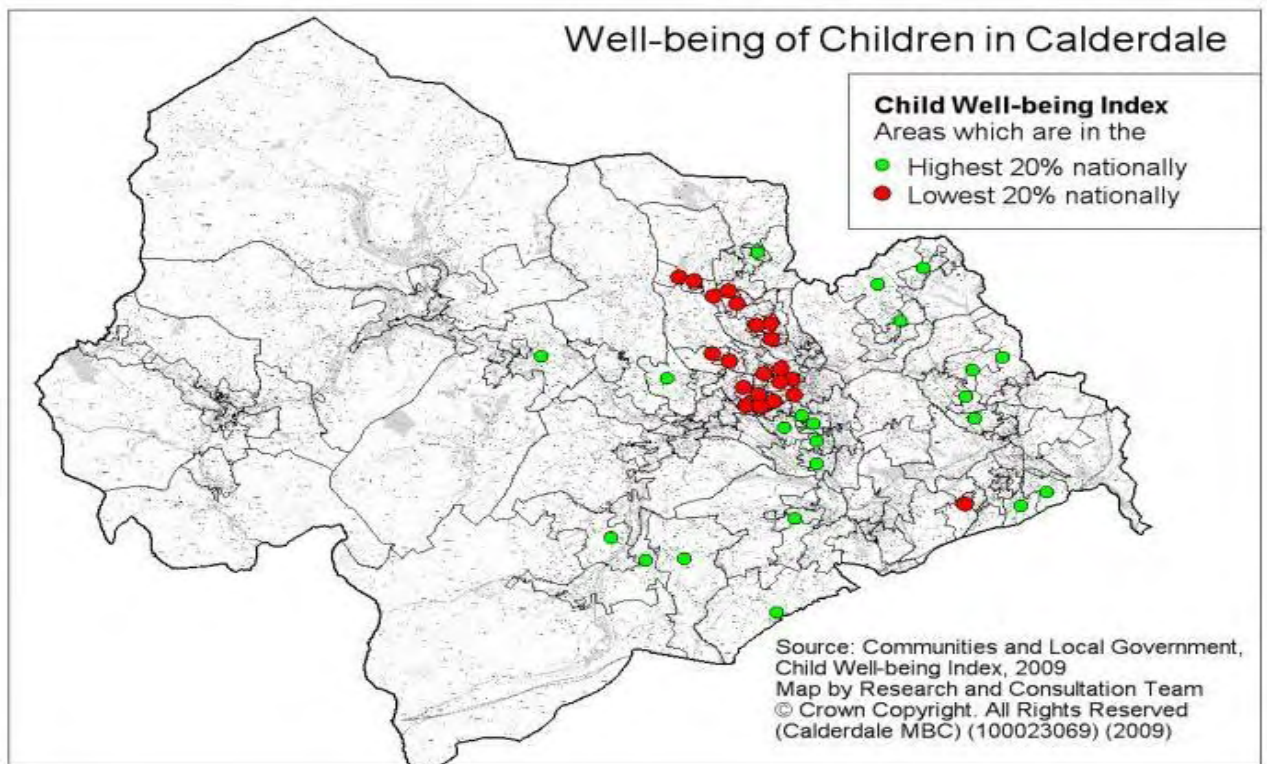 Well-being of Children in Calderdale
Child Well-being Index
Areas which are in the
Highest 20% nationally
Lowest 20% nationally
Source: Communities and Local Government,
Child Well-being Index, 2009
Map by Research and Consultation Team
© Crown Copyright. All Rights Reserved
(Calderdale MBC) (100023069) (2009)